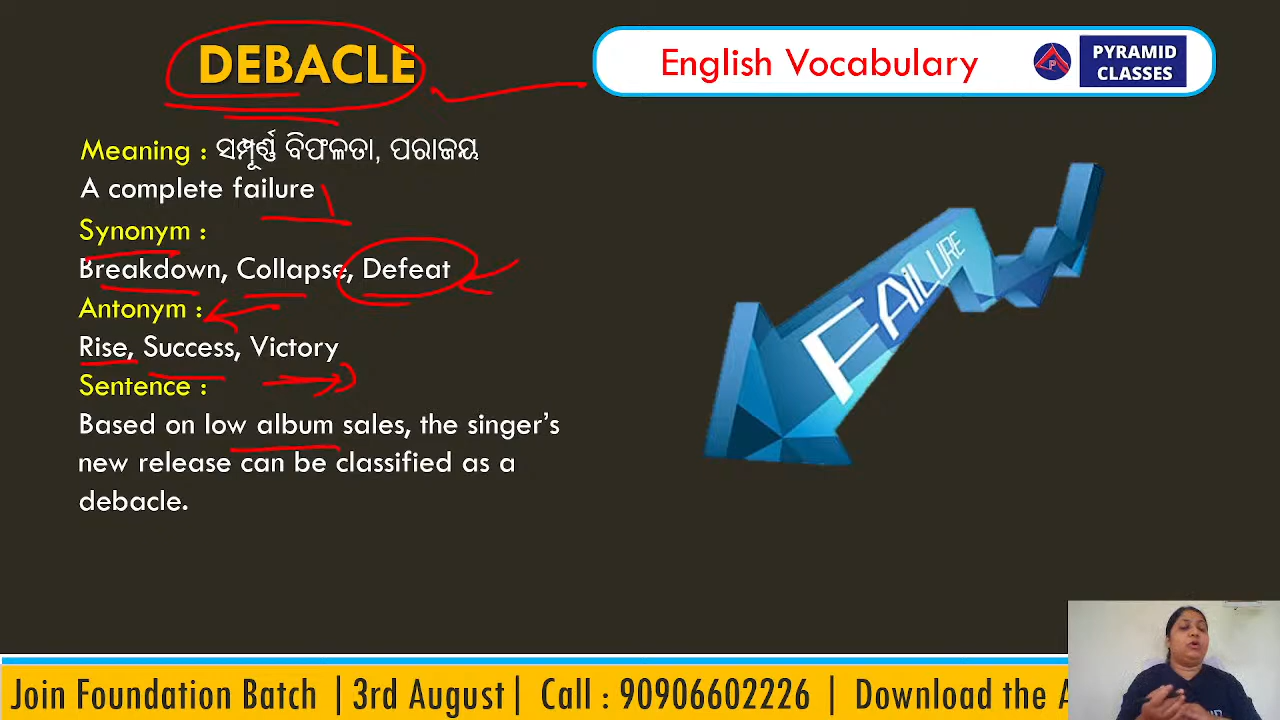 DEBACLE
English Vocabulary
PYRAMID
CLASSES
Meaning : ସମ୍ପୂର୍ଣ୍ଣ ବିଫଳତା, ପରାଜୟ
A complete failure
Synonym :
Breakdown, Collapse, Defeat
Antonym :
Rise, Success, Victory
Sentence :
Based on low album sales, the singer's
new release can be classified as a
debacle.
FAILURE
Join Foundation Batch |3rd August| Call : 90906602226 | Download the A